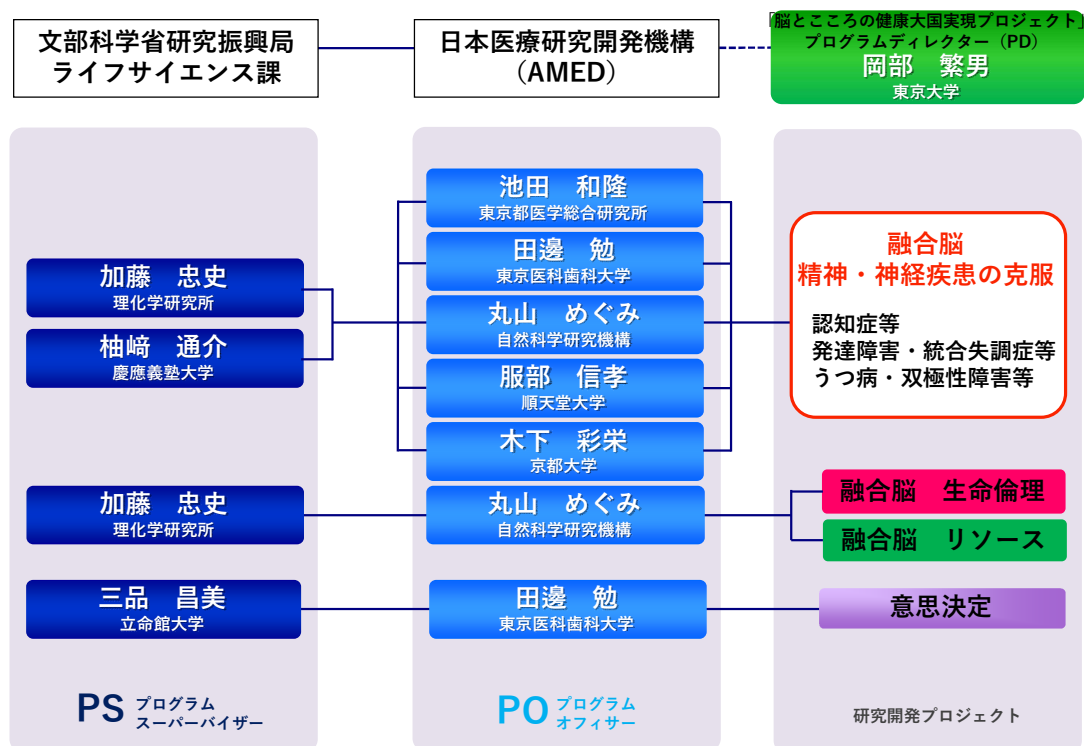 文部科学省研究振興局
ライフサイエンス課
日本医療研究開発機構
（AMED）
「脳とこころの健康大国実現プロジェクト」
プログラムディレクター（PD）
岡部　繁男
東京大学
加藤　忠史
理化学研究所
柚﨑　通介
慶應義塾大学
池田　和隆
東京都医学総合研究所
田邊　勉
東京医科歯科大学
丸山　めぐみ
自然科学研究機構
服部　信孝
順天堂大学
木下　彩栄
京都大学
融合脳
精神・神経疾患の克服
認知症等
発達障害・統合失調症等
うつ病・双極性障害等
加藤　忠史
理化学研究所
丸山　めぐみ
自然科学研究機構
融合脳　生命倫理
融合脳　リソース
三品　昌美
立命館大学
田邊　勉
東京医科歯科大学
意思決定
PS プログラム
スーパーバイザー
PO プログラム
オフィサー
研究開発プロジェクト